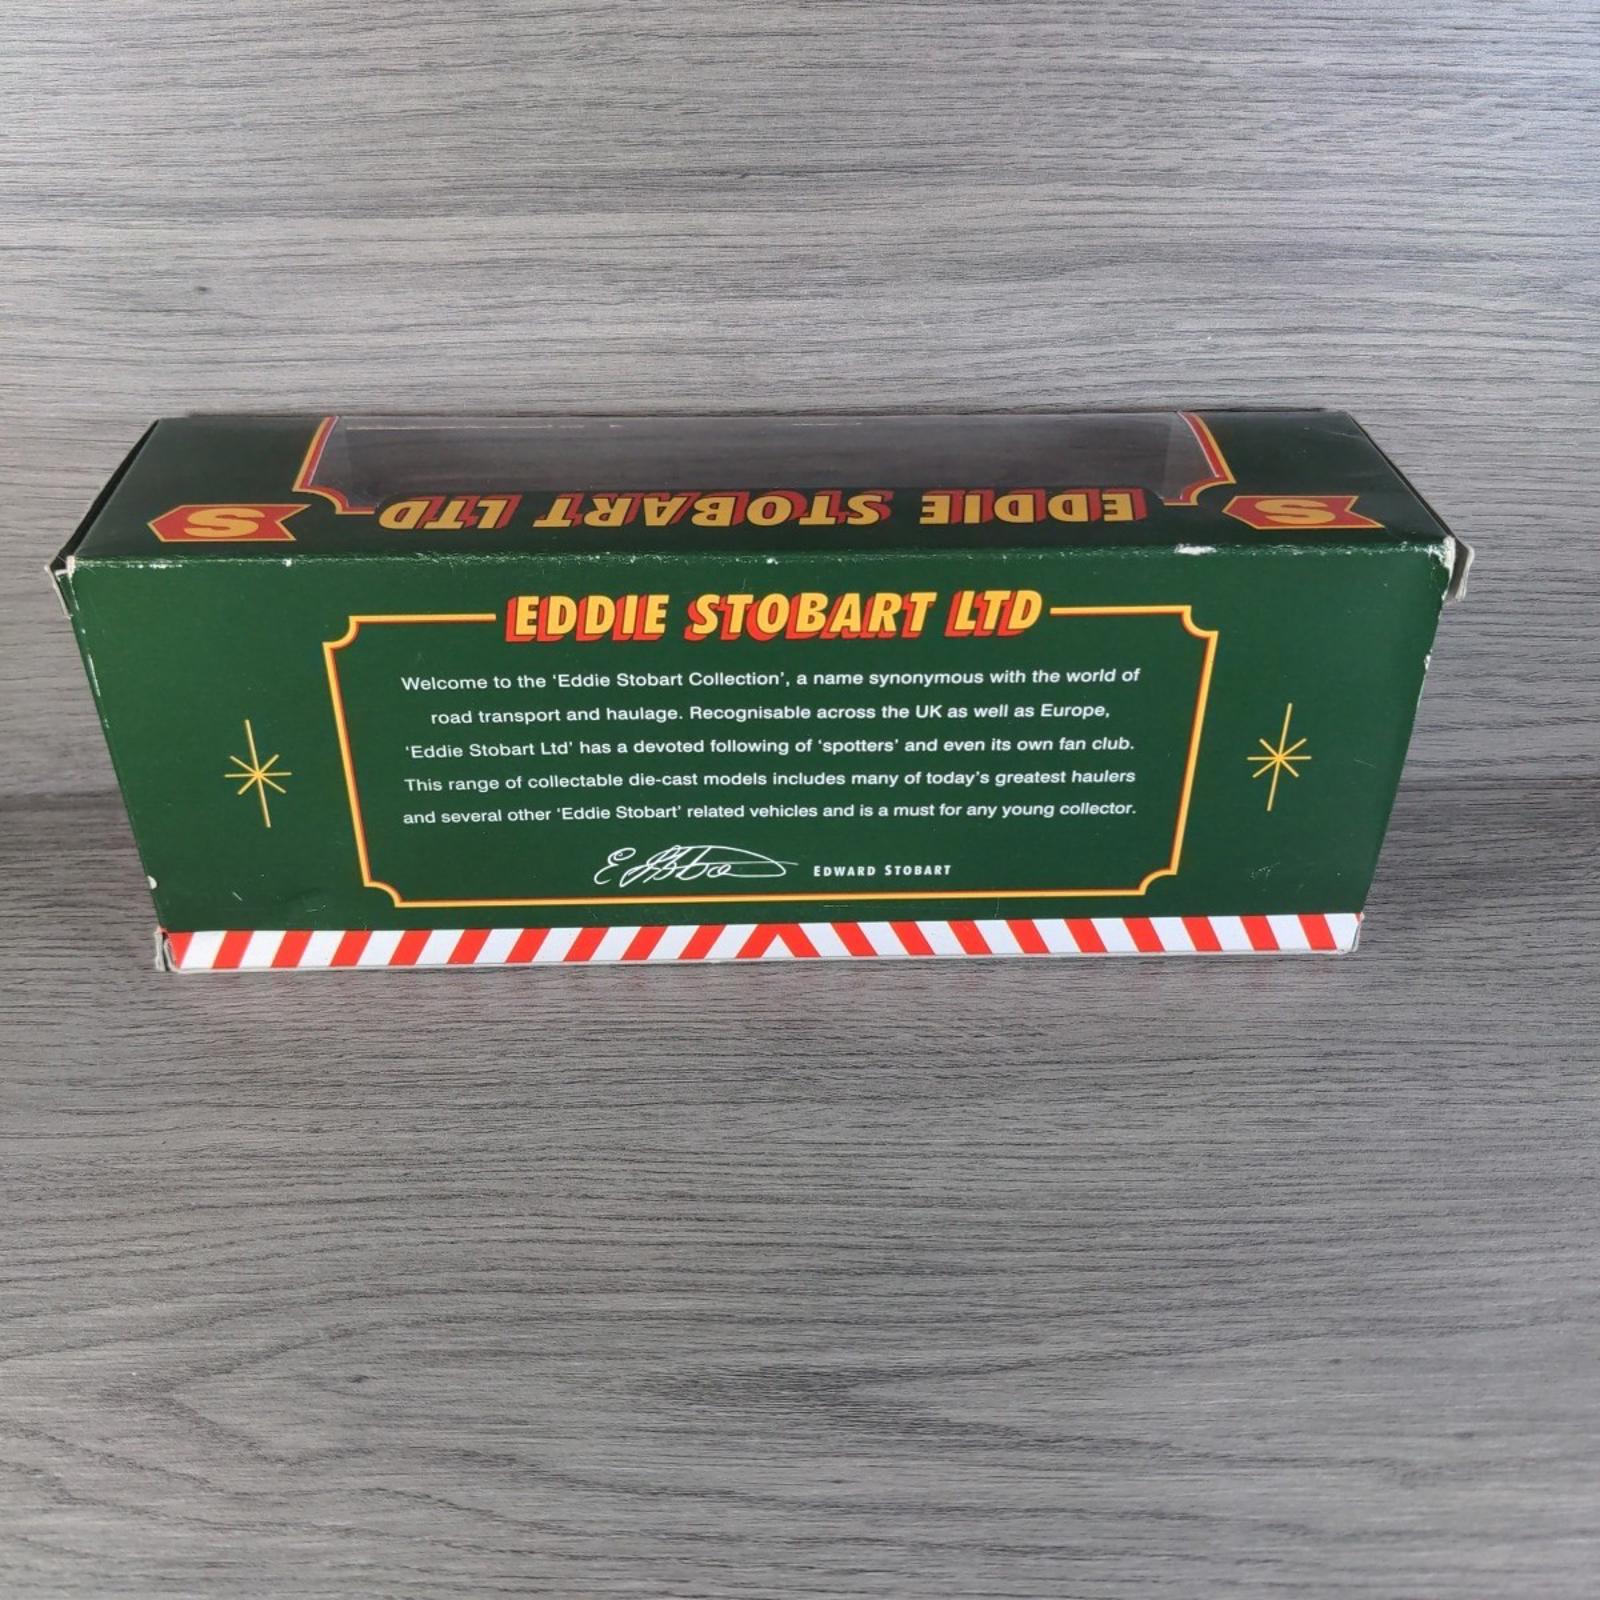 S
EDDIE STOBART LTD
S
EDDIE STOBART LTD
Welcome to the ‘Eddie Stobart Collection’, a name synonymous with the world of
road transport and haulage. Recognisable across the UK as well as Europe,
‘Eddie Stobart Ltd’ has a devoted following of ‘spotters’ and even its own fan club.
This range of collectable die-cast models includes many of today’s greatest haulers
and several other ‘Eddie Stobart’ related vehicles and is a must for any young collector.
EDWARD STOBART